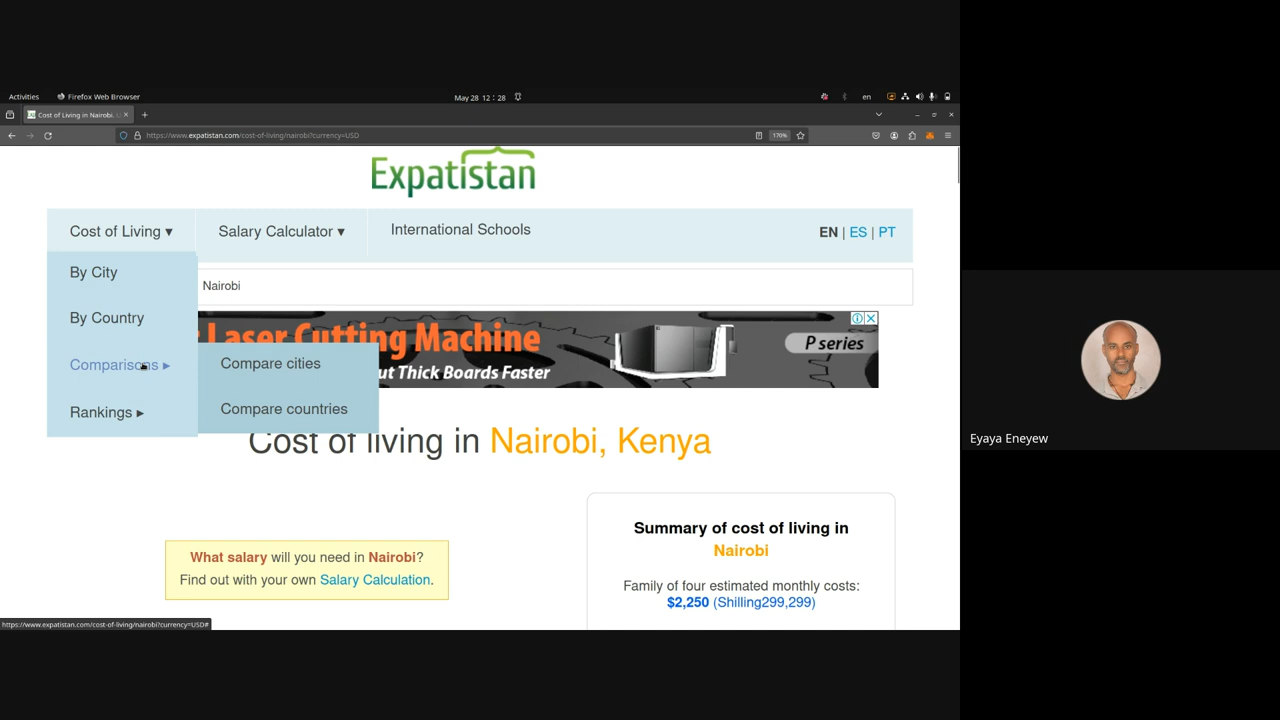 Activities Firefox Web Browser May 28 12:28 en
Cost of Living in Nairobi,
https://www.expatistan.com/cost-of-living/nairobi?currency=USD 170%
Expatistan
Cost of Living ▾ Salary Calculator ▾ International Schools EN | ES | PT
By City
Nairobi
By Country
Laser Cutting Machine
P series
Comparisons ▸ Compare cities
ut Thick Boards Faster
Rankings ▸ Compare countries
Cost of living in Nairobi, Kenya
Eyaya Eneyew
Summary of cost of living in
Nairobi
What salary will you need in Nairobi?
Find out with your own Salary Calculation.
Family of four estimated monthly costs:
$2,250 (Shilling299,299)
https://www.expatistan.com/cost-of-living/nairobi?currency=USD#